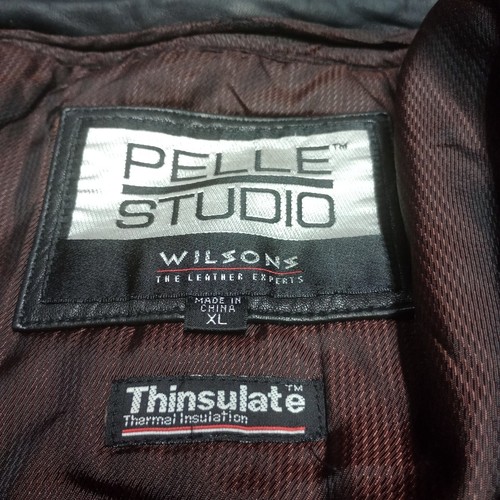 PELLE™
STUDIO
WILSONS
THE LEATHER EXPERTS
MADE IN
CHINA
XL
Thinsulate™
Thermal Insulation